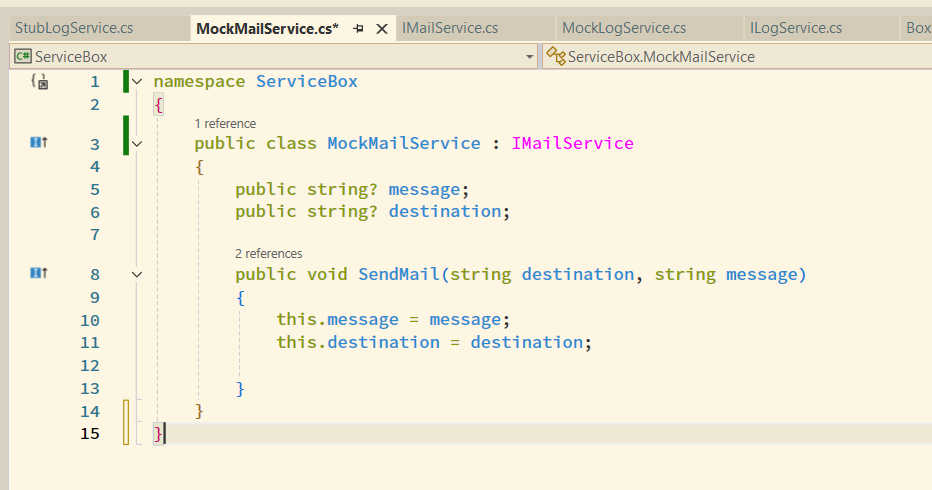 StubLogService.cs MockMailService.cs* IMailService.cs MockLogService.cs ILogService.cs Box
C# ServiceBox ServiceBox.MockMailService
1 namespace ServiceBox
2 {
1 reference
3 public class MockMailService : IMailService
4 {
5 public string? message;
6 public string? destination;
7
2 references
8 public void SendMail(string destination, string message)
9 {
10 this.message = message;
11 this.destination = destination;
12
13 }
14 }
15 }